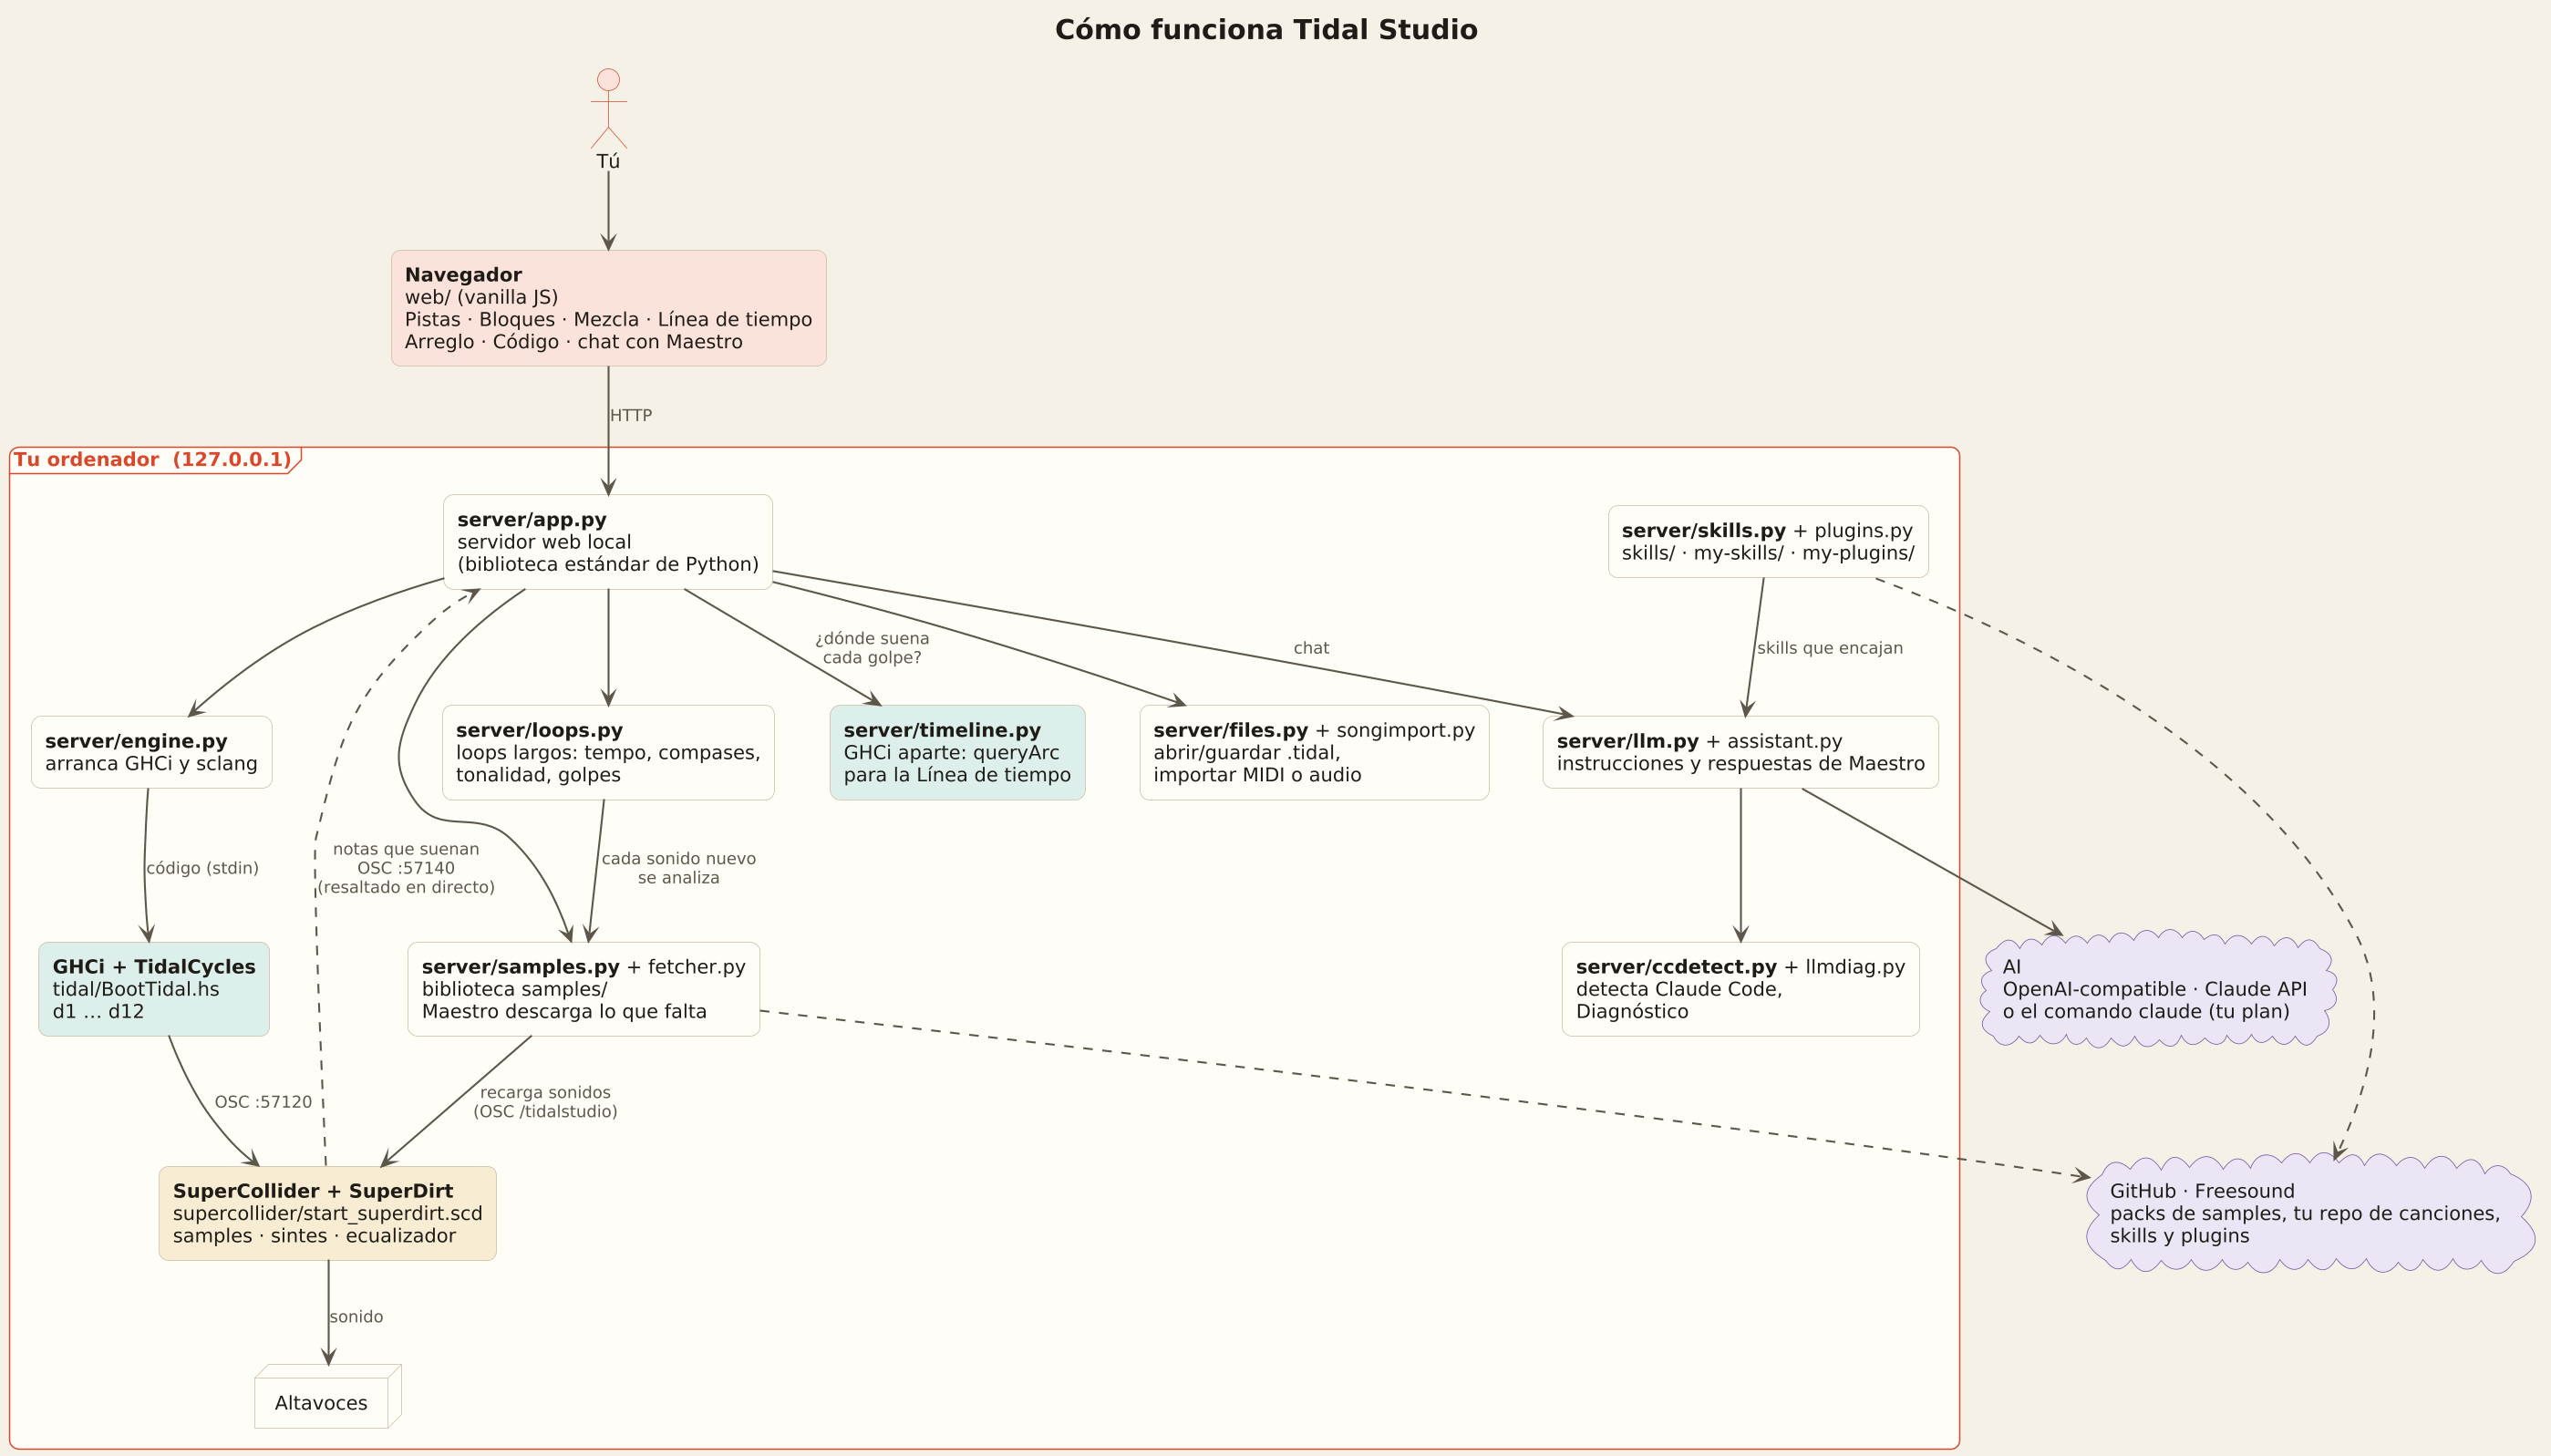 Cómo funciona Tidal Studio
Tú
Navegador
web/ (vanilla JS)
Pistas · Bloques · Mezcla · Línea de tiempo
Arreglo · Código · chat con Maestro
HTTP
Tu ordenador  (127.0.0.1)
server/app.py
servidor web local
(biblioteca estándar de Python)
server/skills.py + plugins.py
skills/ · my-skills/ · my-plugins/
¿dónde suena
cada golpe?
chat
skills que encajan
server/engine.py
arranca GHCi y sclang
server/loops.py
loops largos: tempo, compases,
tonalidad, golpes
server/timeline.py
GHCi aparte: queryArc
para la Línea de tiempo
server/files.py + songimport.py
abrir/guardar .tidal,
importar MIDI o audio
server/llm.py + assistant.py
instrucciones y respuestas de Maestro
código (stdin)
notas que suenan
OSC :57140
(resaltado en directo)
cada sonido nuevo
se analiza
GHCi + TidalCycles
tidal/BootTidal.hs
d1 … d12
server/samples.py + fetcher.py
biblioteca samples/
Maestro descarga lo que falta
server/ccdetect.py + llmdiag.py
detecta Claude Code,
Diagnóstico
AI
OpenAI-compatible · Claude API
o el comando claude (tu plan)
OSC :57120
recarga sonidos
(OSC /tidalstudio)
SuperCollider + SuperDirt
supercollider/start_superdirt.scd
samples · sintes · ecualizador
GitHub · Freesound
packs de samples, tu repo de canciones,
skills y plugins
sonido
Altavoces